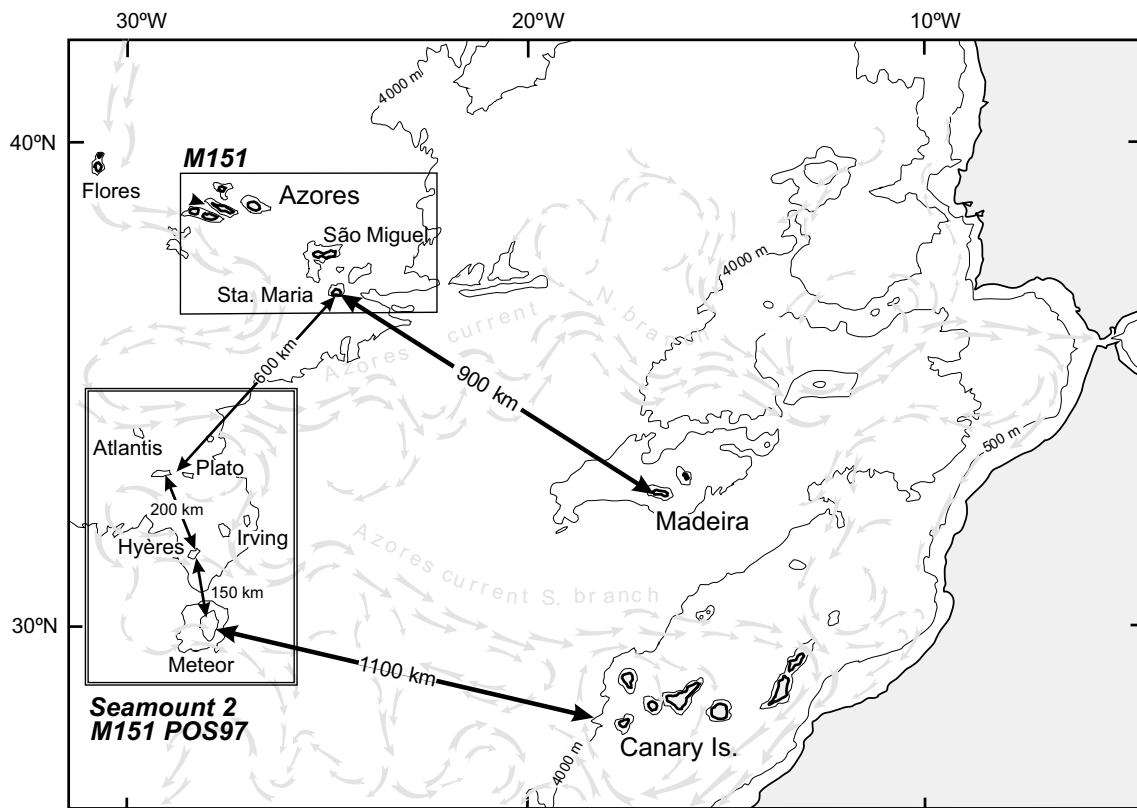 30ºW
20ºW
10ºW
4000 m
40ºN
M151
Flores
Azores
São Miguel
4000 m
Sta. Maria
Azores current N. branch
600 km
900 km
500 m
Atlantis
Plato
200 km
Madeira
Hyères
Irving
Azores current S. branch
150 km
30ºN
Meteor
1100 km
Seamount 2
M151 POS97
Canary Is.
4000 m